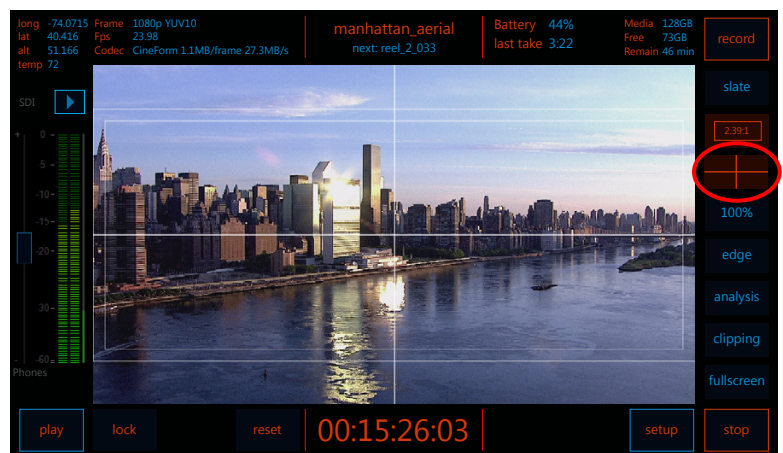 long -74.0715 Frame 1080p YUV10
lat 40.416 Fps 23.98
alt 51.166 Codec CineForm 1.1MB/frame 27.3MB/s
temp 72
manhattan_aerial
next: reel_2_033
Battery 44%
last take 3:22
Media 128GB
Free 73GB
Remain 46 min
record
SDI
slate
2.39:1
100%
edge
analysis
clipping
fullscreen
+ 0 -
-5 -
-10-
-15-
-20-
-30-
- -60-
Phones
play
lock
reset
00:15:26:03
setup
stop